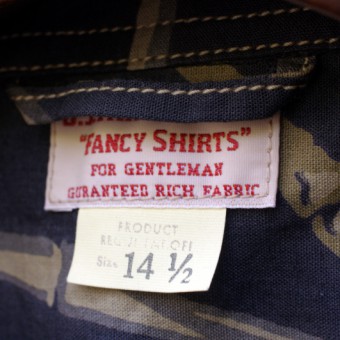 "FANCY SHIRTS"
FOR GENTLEMAN
GURANTEED RICH FABRIC
PRODUCT
Size 14 ½